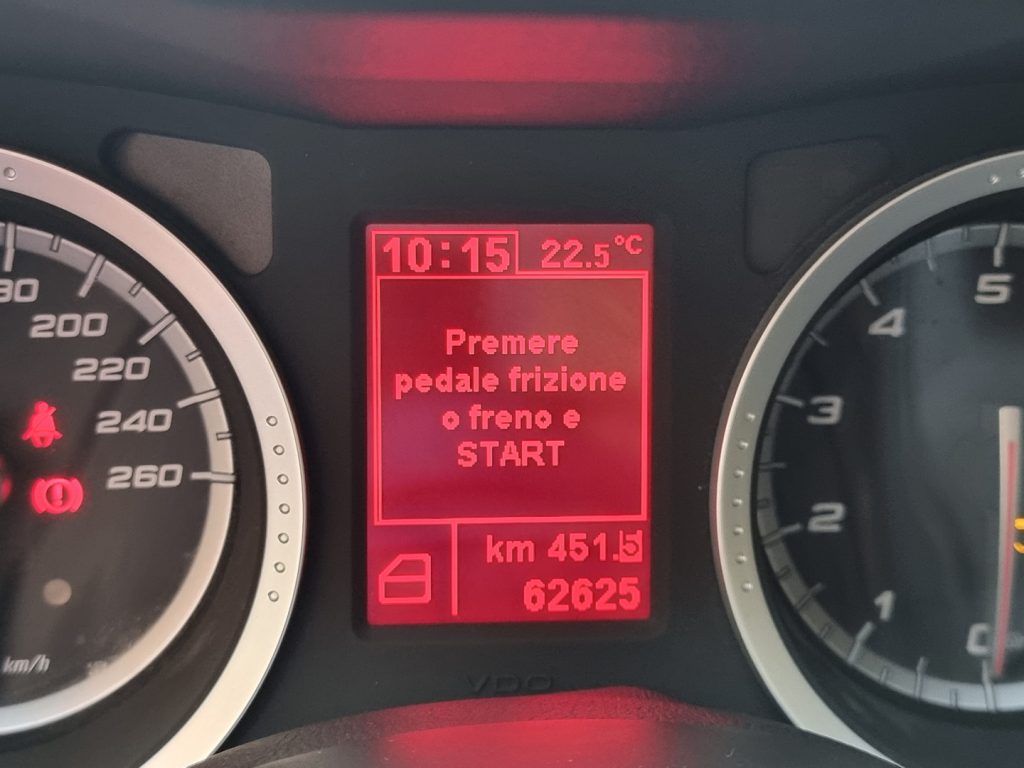 10:15 22.5°C
Premere
pedale frizione
o freno e
START
km 451.5
62625
VDO
200
220
240
260
km/h
5
4
3
2
1
0